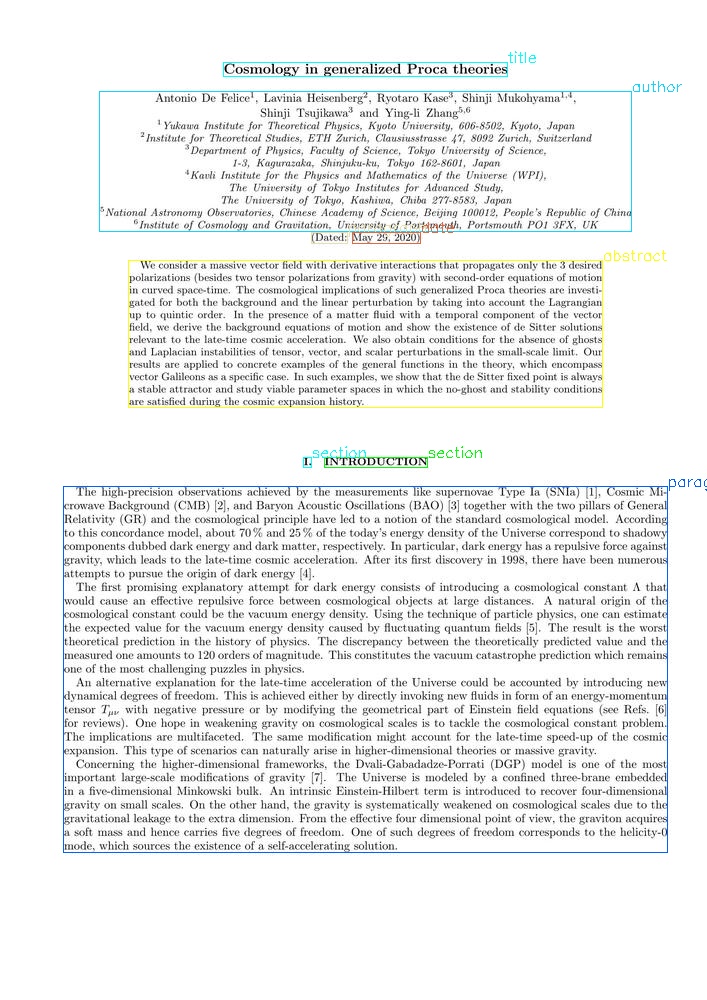 title
Cosmology in generalized Proca theories
author
Antonio De Felice1, Lavinia Heisenberg2, Ryotaro Kase3, Shinji Mukohyama1,4,
Shinji Tsujikawa3 and Ying-li Zhang5,6
1Yukawa Institute for Theoretical Physics, Kyoto University, 606-8502, Kyoto, Japan
2Institute for Theoretical Studies, ETH Zurich, Clausiusstrasse 47, 8092 Zurich, Switzerland
3Department of Physics, Faculty of Science, Tokyo University of Science,
1-3, Kagurazaka, Shinjuku-ku, Tokyo 162-8601, Japan
4Kavli Institute for the Physics and Mathematics of the Universe (WPI),
The University of Tokyo Institutes for Advanced Study,
The University of Tokyo, Kashiwa, Chiba 277-8583, Japan
5National Astronomy Observatories, Chinese Academy of Science, Beijing 100012, People's Republic of China
6Institute of Cosmology and Gravitation, University of Portsmouth, Portsmouth PO1 3FX, UK
date
(Dated: May 29, 2020)
abstract
We consider a massive vector field with derivative interactions that propagates only the 3 desired
polarizations (besides two tensor polarizations from gravity) with second-order equations of motion
in curved space-time. The cosmological implications of such generalized Proca theories are investi-
gated for both the background and the linear perturbation by taking into account the Lagrangian
up to quintic order. In the presence of a matter fluid with a temporal component of the vector
field, we derive the background equations of motion and show the existence of de Sitter solutions
relevant to the late-time cosmic acceleration. We also obtain conditions for the absence of ghosts
and Laplacian instabilities of tensor, vector, and scalar perturbations in the small-scale limit. Our
results are applied to concrete examples of the general functions in the theory, which encompass
vector Galileons as a specific case. In such examples, we show that the de Sitter fixed point is always
a stable attractor and study viable parameter spaces in which the no-ghost and stability conditions
are satisfied during the cosmic expansion history.
section section
I. INTRODUCTION
parag
The high-precision observations achieved by the measurements like supernovae Type Ia (SNIa) [1], Cosmic Mi-
crowave Background (CMB) [2], and Baryon Acoustic Oscillations (BAO) [3] together with the two pillars of General
Relativity (GR) and the cosmological principle have led to a notion of the standard cosmological model. According
to this concordance model, about 70 % and 25 % of the today's energy density of the Universe correspond to shadowy
components dubbed dark energy and dark matter, respectively. In particular, dark energy has a repulsive force against
gravity, which leads to the late-time cosmic acceleration. After its first discovery in 1998, there have been numerous
attempts to pursue the origin of dark energy [4].
The first promising explanatory attempt for dark energy consists of introducing a cosmological constant Λ that
would cause an effective repulsive force between cosmological objects at large distances. A natural origin of the
cosmological constant could be the vacuum energy density. Using the technique of particle physics, one can estimate
the expected value for the vacuum energy density caused by fluctuating quantum fields [5]. The result is the worst
theoretical prediction in the history of physics. The discrepancy between the theoretically predicted value and the
measured one amounts to 120 orders of magnitude. This constitutes the vacuum catastrophe prediction which remains
one of the most challenging puzzles in physics.
An alternative explanation for the late-time acceleration of the Universe could be accounted by introducing new
dynamical degrees of freedom. This is achieved either by directly invoking new fluids in form of an energy-momentum
tensor Tμν with negative pressure or by modifying the geometrical part of Einstein field equations (see Refs. [6]
for reviews). One hope in weakening gravity on cosmological scales is to tackle the cosmological constant problem.
The implications are multifaceted. The same modification might account for the late-time speed-up of the cosmic
expansion. This type of scenarios can naturally arise in higher-dimensional theories or massive gravity.
Concerning the higher-dimensional frameworks, the Dvali-Gabadadze-Porrati (DGP) model is one of the most
important large-scale modifications of gravity [7]. The Universe is modeled by a confined three-brane embedded
in a five-dimensional Minkowski bulk. An intrinsic Einstein-Hilbert term is introduced to recover four-dimensional
gravity on small scales. On the other hand, the gravity is systematically weakened on cosmological scales due to the
gravitational leakage to the extra dimension. From the effective four dimensional point of view, the graviton acquires
a soft mass and hence carries five degrees of freedom. One of such degrees of freedom corresponds to the helicity-0
mode, which sources the existence of a self-accelerating solution.